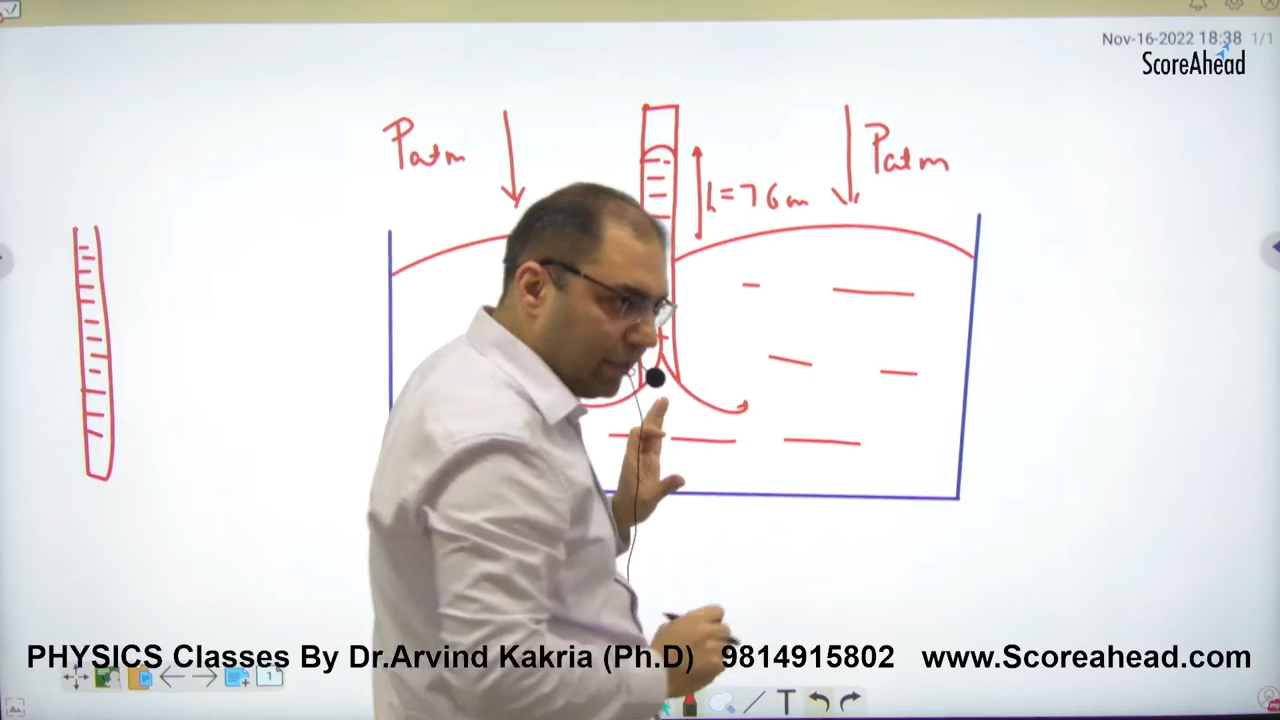 Nov-16-2022 18:38 1/1
ScoreAhead
Patm
h=76cm
Patm
PHYSICS Classes By Dr.Arvind Kakria (Ph.D) 9814915802 www.Scoreahead.com
1
T